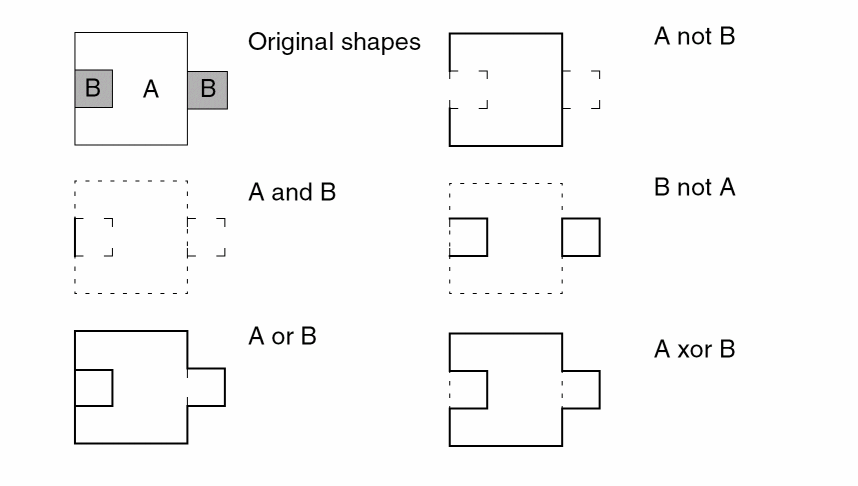 Original shapes
B A B
A not B
A and B
B not A
A or B
A xor B